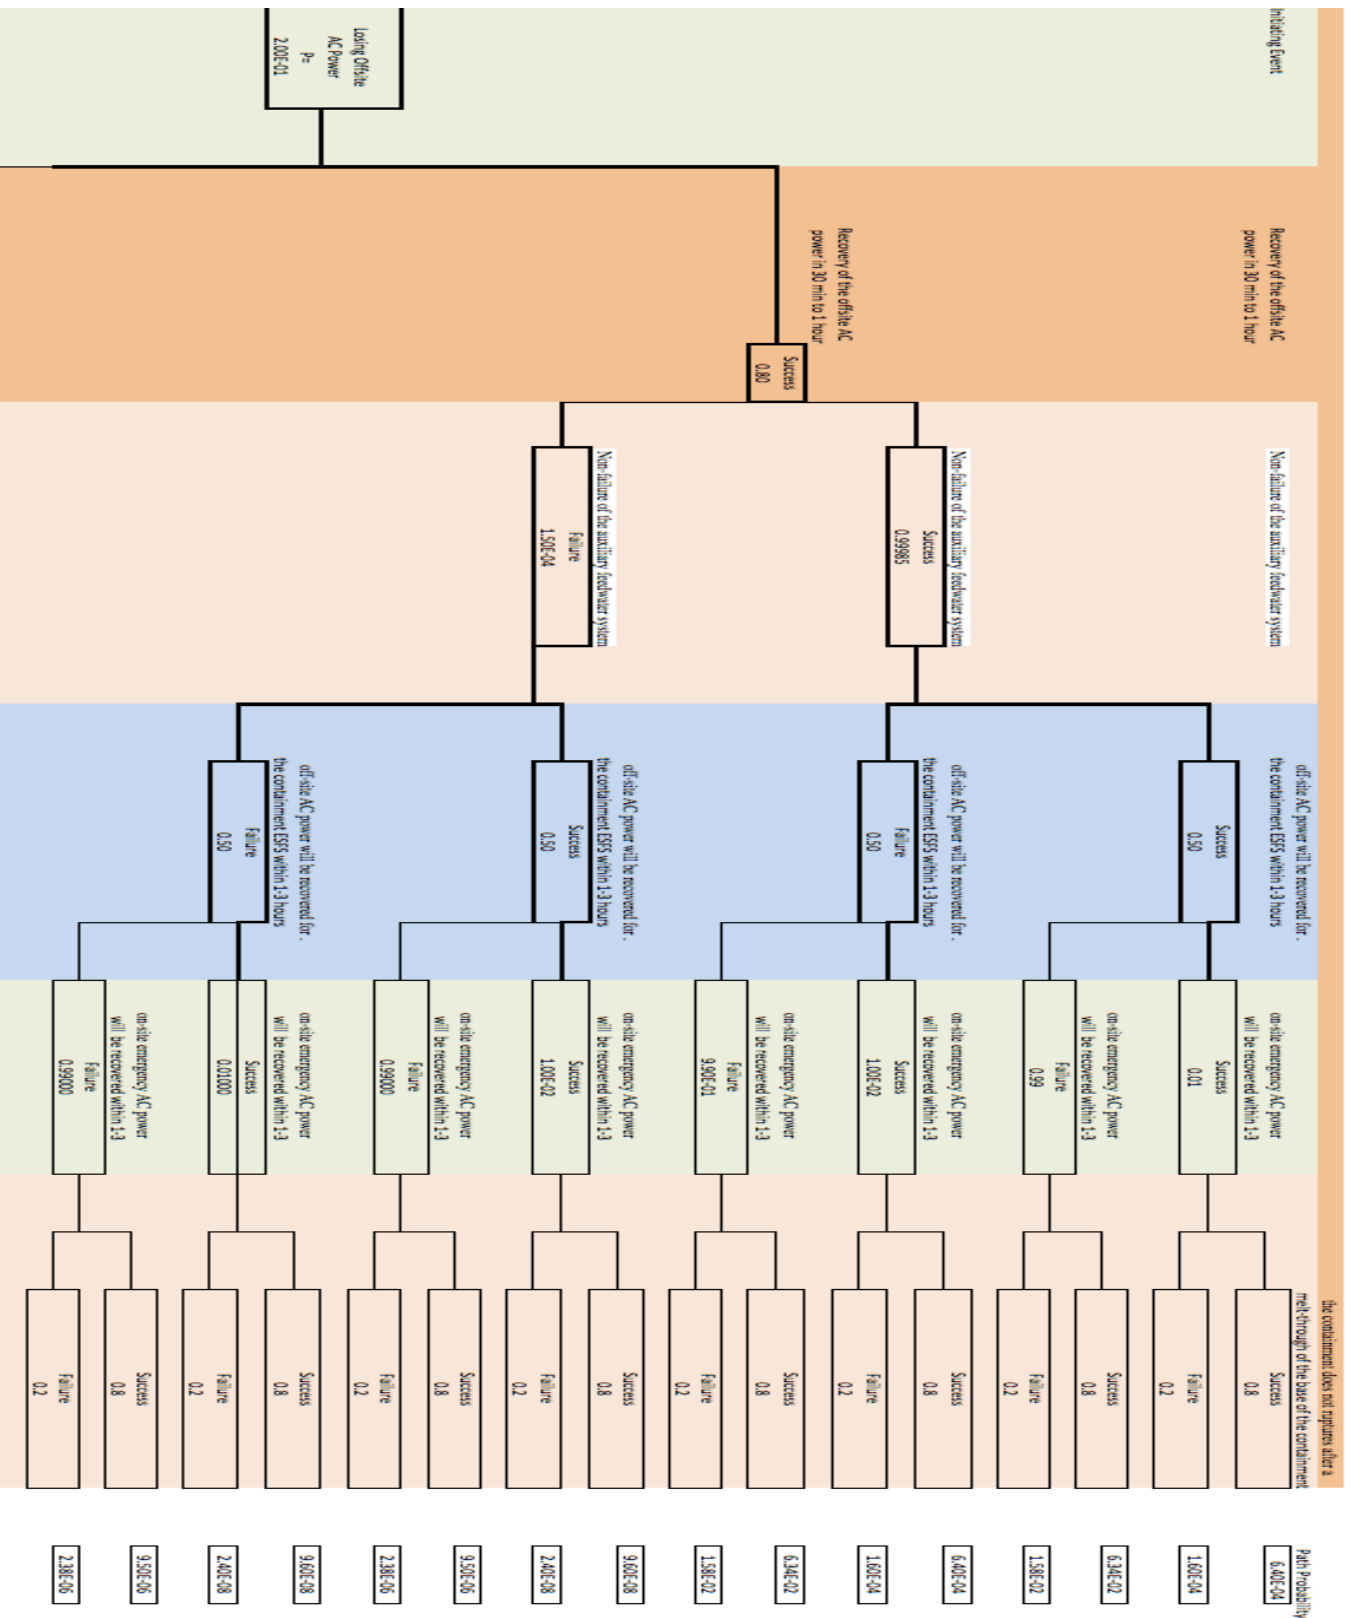 the containment does not ruptures after a
Initiating Event
Recovery of the offsite AC
power in 30 min to 1 hour
Non-failure of the auxiliary feedwater system
off-site AC power will be recovered for .
the containment ESFS within 1-3 hours
on-site emergency AC power
will be recovered within 1-3
melt-through of the base of the containment
Path Probability
Success
0.50
Success
0.01
Success
0.8
6.40E-04
Failure
0.2
1.60E-04
on-site emergency AC power
will be recovered within 1-3
Failure
0.99
Success
0.8
6.34E-02
Failure
0.2
1.58E-02
Non-failure of the auxiliary feedwater system
Success
0.99985
off-site AC power will be recovered for .
the containment ESFS within 1-3 hours
Failure
0.50
on-site emergency AC power
will be recovered within 1-3
Success
1.00E-02
Success
0.8
6.40E-04
Failure
0.2
1.60E-04
Recovery of the offsite AC
power in 30 min to 1 hour
Success
0.80
on-site emergency AC power
will be recovered within 1-3
Failure
9.90E-01
Success
0.8
6.34E-02
Failure
0.2
1.58E-02
Non-failure of the auxiliary feedwater system
Failure
1.50E-04
off-site AC power will be recovered for .
the containment ESFS within 1-3 hours
Success
0.50
on-site emergency AC power
will be recovered within 1-3
Success
1.00E-02
Success
0.8
9.60E-08
Failure
0.2
2.40E-08
on-site emergency AC power
will be recovered within 1-3
Failure
0.99000
Success
0.8
9.50E-06
Failure
0.2
2.38E-06
Losing Offsite
AC Power
P=
2.00E-01
off-site AC power will be recovered for .
the containment ESFS within 1-3 hours
Failure
0.50
on-site emergency AC power
will be recovered within 1-3
Success
0.01000
Success
0.8
9.60E-08
Failure
0.2
2.40E-08
on-site emergency AC power
will be recovered within 1-3
Failure
0.99000
Success
0.8
9.50E-06
Failure
0.2
2.38E-06